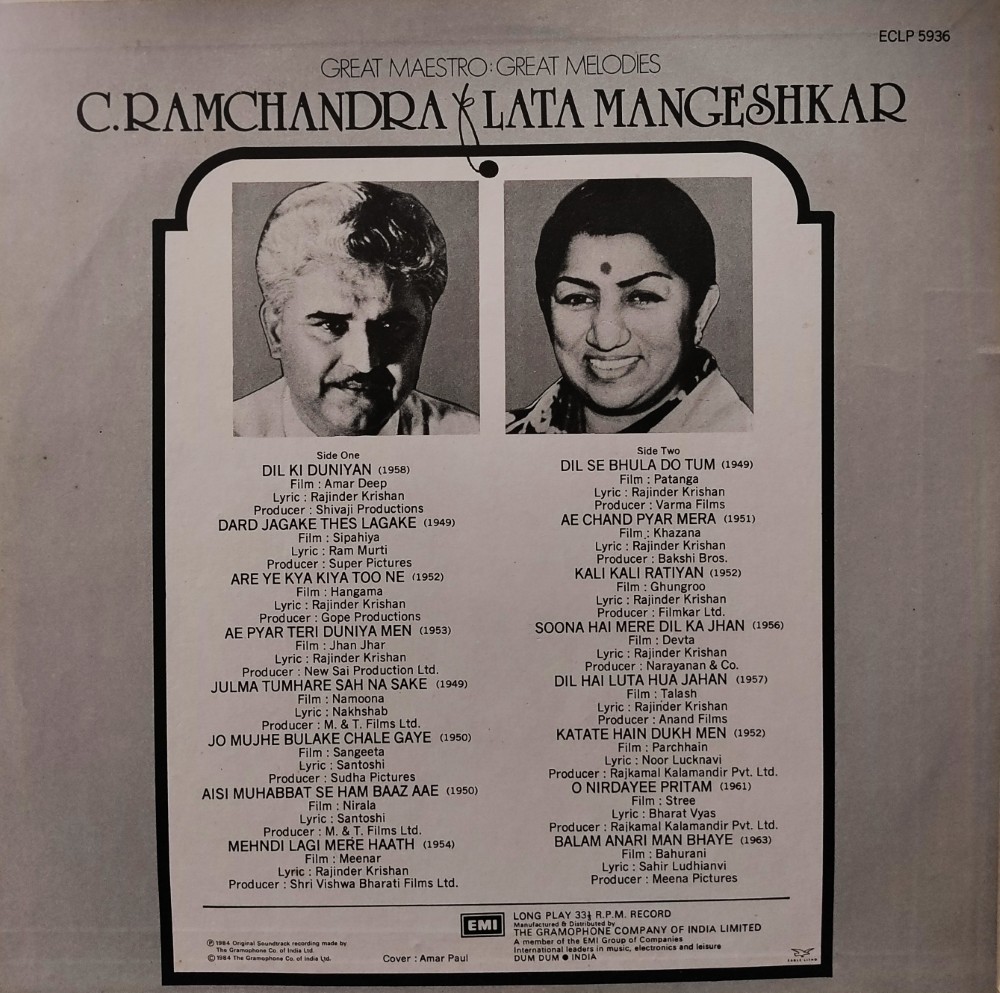 ECLP 5936
GREAT MAESTRO: GREAT MELODIES
C.RAMCHANDRA LATA MANGESHKAR
Side One
DIL KI DUNIYAN (1958)
Film : Amar Deep
Lyric : Rajinder Krishan
Producer : Shivaji Productions
DARD JAGAKE THES LAGAKE (1949)
Film : Sipahiya
Lyric : Ram Murti
Producer : Super Pictures
ARE YE KYA KIYA TOO NE (1952)
Film : Hangama
Lyric : Rajinder Krishan
Producer : Gope Productions
AE PYAR TERI DUNIYA MEN (1953)
Film : Jhan Jhar
Lyric : Rajinder Krishan
Producer : New Sai Production Ltd.
JULMA TUMHARE SAH NA SAKE (1949)
Film : Namoona
Lyric : Nakhshab
Producer : M. & T. Films Ltd.
JO MUJHE BULAKE CHALE GAYE (1950)
Film : Sangeeta
Lyric : Santoshi
Producer : Sudha Pictures
AISI MUHABBAT SE HAM BAAZ AAE (1950)
Film : Nirala
Lyric : Santoshi
Producer : M. & T. Films Ltd.
MEHNDI LAGI MERE HAATH (1954)
Film : Meenar
Lyric : Rajinder Krishan
Producer : Shri Vishwa Bharati Films Ltd.
Side Two
DIL SE BHULA DO TUM (1949)
Film : Patanga
Lyric : Rajinder Krishan
Producer : Varma Films
AE CHAND PYAR MERA (1951)
Film : Khazana
Lyric : Rajinder Krishan
Producer : Bakshi Bros.
KALI KALI RATIYAN (1952)
Film : Ghungroo
Lyric : Rajinder Krishan
Producer : Filmkar Ltd.
SOONA HAI MERE DIL KA JHAN (1956)
Film : Devta
Lyric : Rajinder Krishan
Producer : Narayanan & Co.
DIL HAI LUTA HUA JAHAN (1957)
Film : Talash
Lyric : Rajinder Krishan
Producer : Anand Films
KATATE HAIN DUKH MEN (1952)
Film : Parchhain
Lyric : Noor Lucknavi
Producer : Rajkamal Kalamandir Pvt. Ltd.
O NIRDAYEE PRITAM (1961)
Film : Stree
Lyric : Bharat Vyas
Producer : Rajkamal Kalamandir Pvt. Ltd.
BALAM ANARI MAN BHAYE (1963)
Film : Bahurani
Lyric : Sahir Ludhianvi
Producer : Meena Pictures
℗ 1984 Original Soundtrack recording made by
The Gramophone Co. of India Ltd.
© 1984 The Gramophone Co. of India Ltd.
Cover : Amar Paul
EMI
LONG PLAY 33⅓ R.P.M. RECORD
Manufactured & Distributed by
THE GRAMOPHONE COMPANY OF INDIA LIMITED
A member of the EMI Group of Companies
International leaders in music, electronics and leisure
DUM DUM ● INDIA